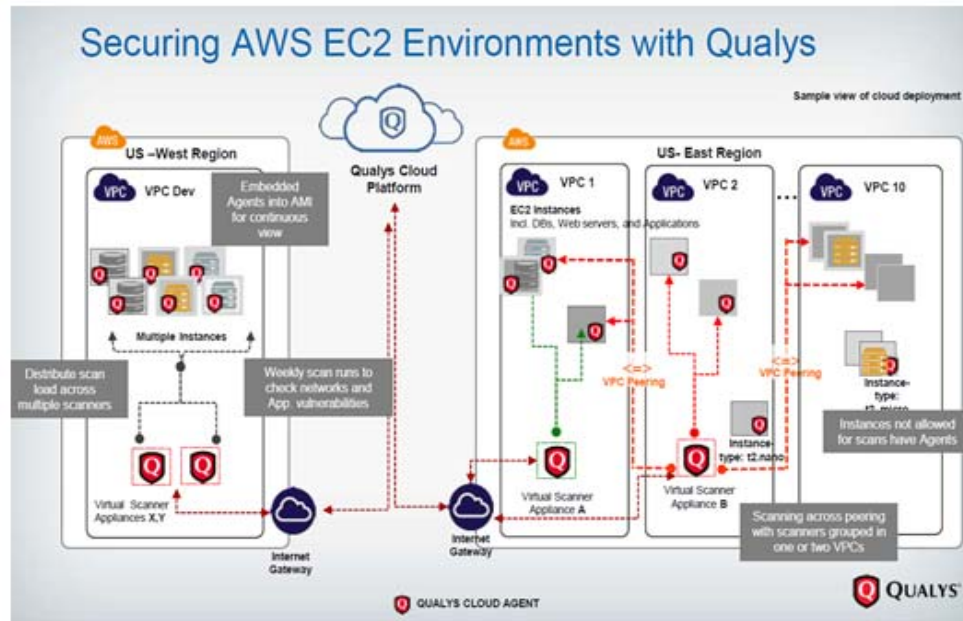 Securing AWS EC2 Environments with Qualys
Sample view of cloud deployment
AWS
US –West Region
VPC
VPC Dev
Embedded
Agents into AMI
for continuous
view
Multiple Instances
Distribute scan
load across
multiple scanners
Virtual Scanner
Appliances X,Y
Internet
Gateway
Qualys Cloud
Platform
Weekly scan runs to
check networks and
App. vulnerabilities
Internet
Gateway
AWS
US- East Region
VPC
VPC 1
EC2 Instances
Incl. DBs, Web servers, and Applications
<=>
VPC Peering
Virtual Scanner
Appliance A
VPC
VPC 2
Instance-
type: t2.nano
Virtual Scanner
Appliance B
<=>
VPC Peering
...
VPC
VPC 10
Instance-
type:
Instances not allowed
for scans have Agents
Scanning across peering
with scanners grouped in
one or two VPCs
QUALYS CLOUD AGENT
QUALYS